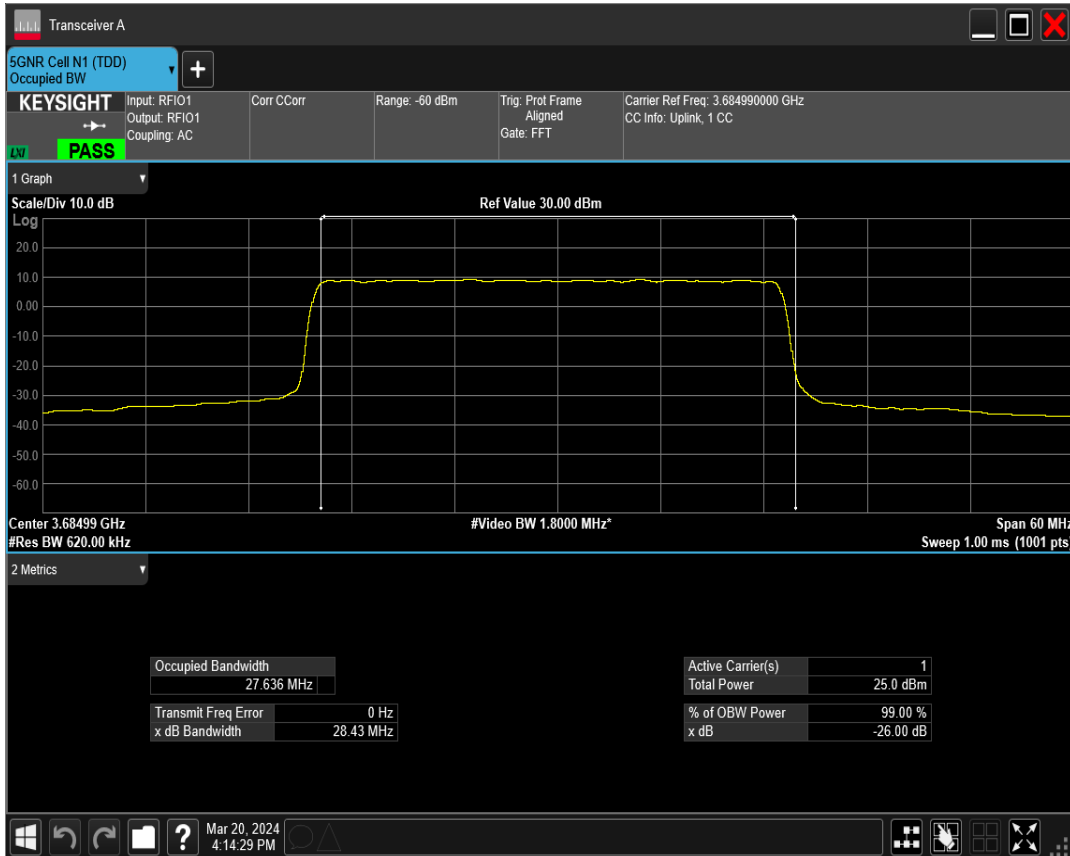 Transceiver A
5GNR Cell N1 (TDD)
Occupied BW
+
KEYSIGHT
LXI
PASS
Input: RFIO1
Output: RFIO1
Coupling: AC
Corr CCorr
Range: -60 dBm
Trig: Prot Frame
Aligned
Gate: FFT
Carrier Ref Freq: 3.684990000 GHz
CC Info: Uplink, 1 CC
1 Graph
Scale/Div 10.0 dB
Ref Value 30.00 dBm
Log
20.0
10.0
0.00
-10.0
-20.0
-30.0
-40.0
-50.0
-60.0
Center 3.68499 GHz
#Video BW 1.8000 MHz*
Span 60 MHz
#Res BW 620.00 kHz
Sweep 1.00 ms (1001 pts)
2 Metrics
Occupied Bandwidth
27.636 MHz
Transmit Freq Error 0 Hz
x dB Bandwidth 28.43 MHz
Active Carrier(s) 1
Total Power 25.0 dBm
% of OBW Power 99.00 %
x dB -26.00 dB
?
Mar 20, 2024
4:14:29 PM